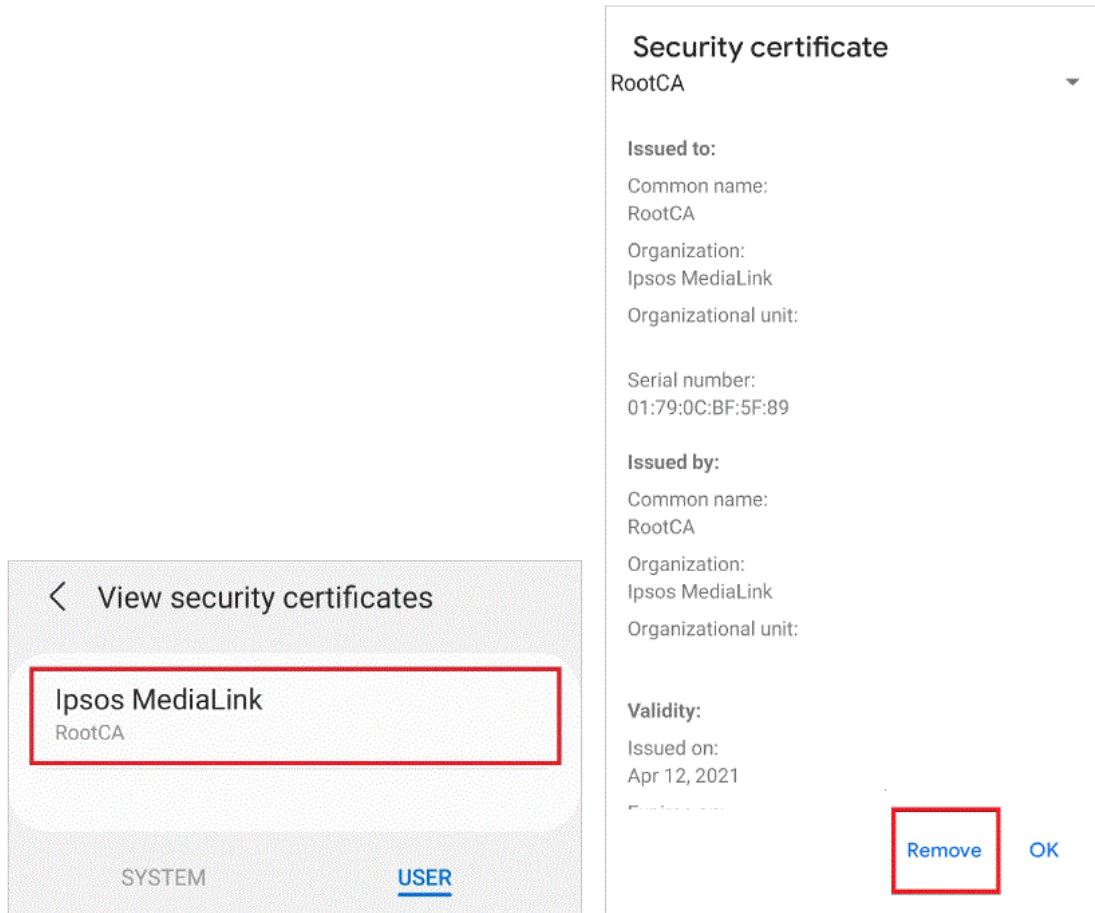 View security certificates
Ipsos MediaLink
RootCA
SYSTEM
USER
Security certificate
RootCA
Issued to:
Common name:
RootCA
Organization:
Ipsos MediaLink
Organizational unit:
Serial number:
01:79:0C:BF:5F:89
Issued by:
Common name:
RootCA
Organization:
Ipsos MediaLink
Organizational unit:
Validity:
Issued on:
Apr 12, 2021
Remove
OK